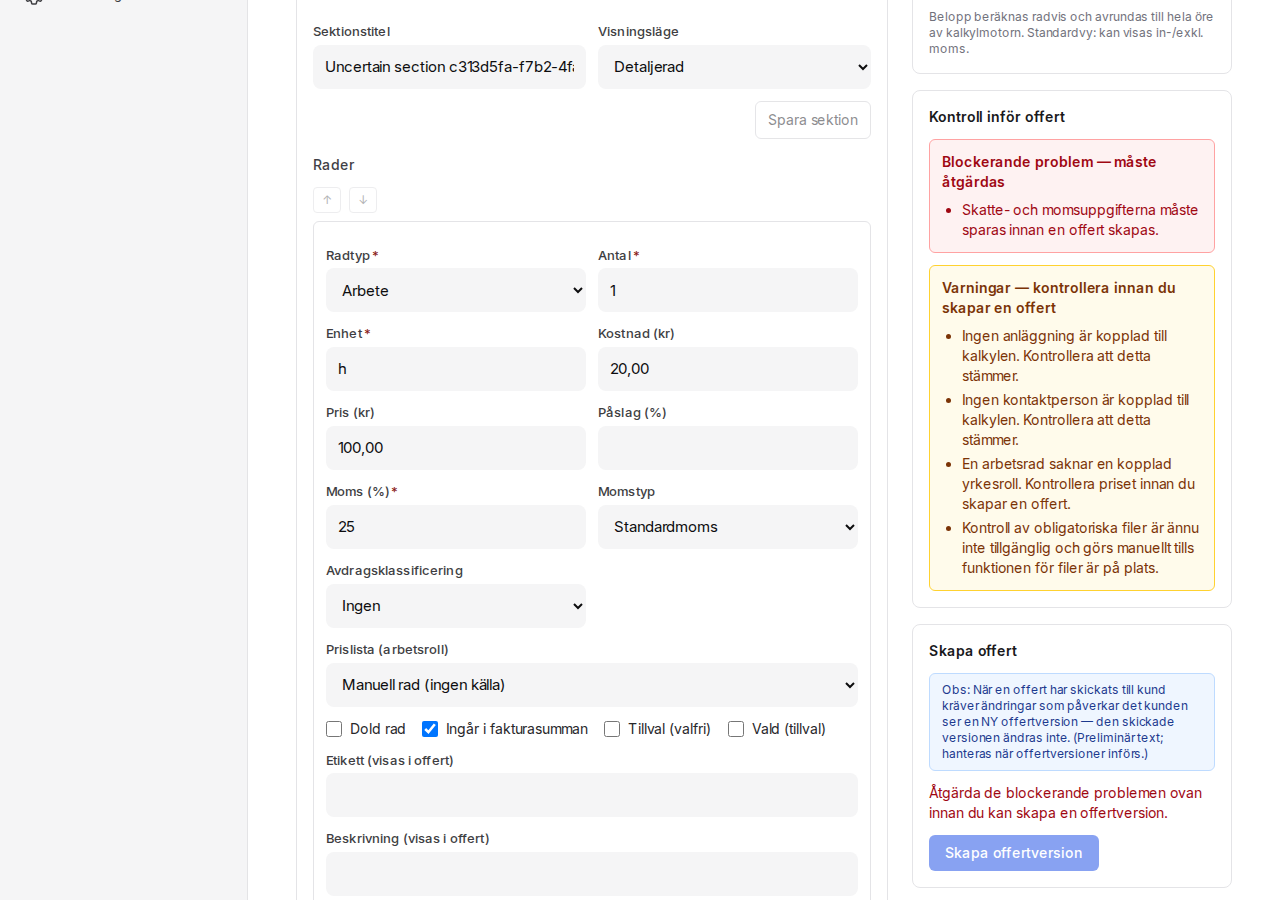 Sektionstitel
Visningsläge
Uncertain section c313d5fa-f7b2-4fa
Detaljerad
Spara sektion
Rader
↑ ↓
Radtyp*
Antal*
Arbete
1
Enhet*
Kostnad (kr)
h
20,00
Pris (kr)
Påslag (%)
100,00
Moms (%)*
Momstyp
25
Standardmoms
Avdragsklassificering
Ingen
Prislista (arbetsroll)
Manuell rad (ingen källa)
Dold rad
Ingår i fakturasumman
Tillval (valfri)
Vald (tillval)
Etikett (visas i offert)
Beskrivning (visas i offert)
Belopp beräknas radvis och avrundas till hela öre
av kalkylmotorn. Standardvy: kan visas in-/exkl.
moms.
Kontroll inför offert
Blockerande problem — måste
åtgärdas
• Skatte- och momsuppgifterna måste
sparas innan en offert skapas.
Varningar — kontrollera innan du
skapar en offert
• Ingen anläggning är kopplad till
kalkylen. Kontrollera att detta
stämmer.
• Ingen kontaktperson är kopplad till
kalkylen. Kontrollera att detta
stämmer.
• En arbetsrad saknar en kopplad
yrkesroll. Kontrollera priset innan du
skapar en offert.
• Kontroll av obligatoriska filer är ännu
inte tillgänglig och görs manuellt tills
funktionen för filer är på plats.
Skapa offert
Obs: När en offert har skickats till kund
kräver ändringar som påverkar det kunden
ser en NY offertversion — den skickade
versionen ändras inte. (Preliminär text;
hanteras när offertversioner införs.)
Åtgärda de blockerande problemen ovan
innan du kan skapa en offertversion.
Skapa offertversion